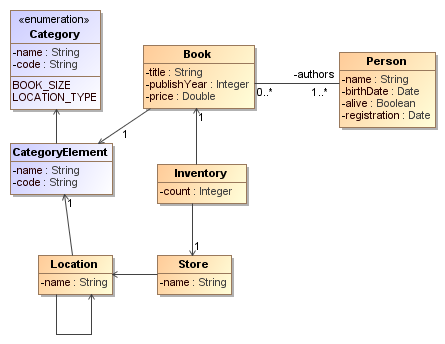 «enumeration»
Category
-name : String
-code : String
BOOK_SIZE
LOCATION_TYPE
Book
-title : String
-publishYear : Integer
-price : Double
-authors
0..*
1..*
Person
-name : String
-birthDate : Date
-alive : Boolean
-registration : Date
1
1
CategoryElement
-name : String
-code : String
1
Inventory
-count : Integer
1
Location
-name : String
Store
-name : String